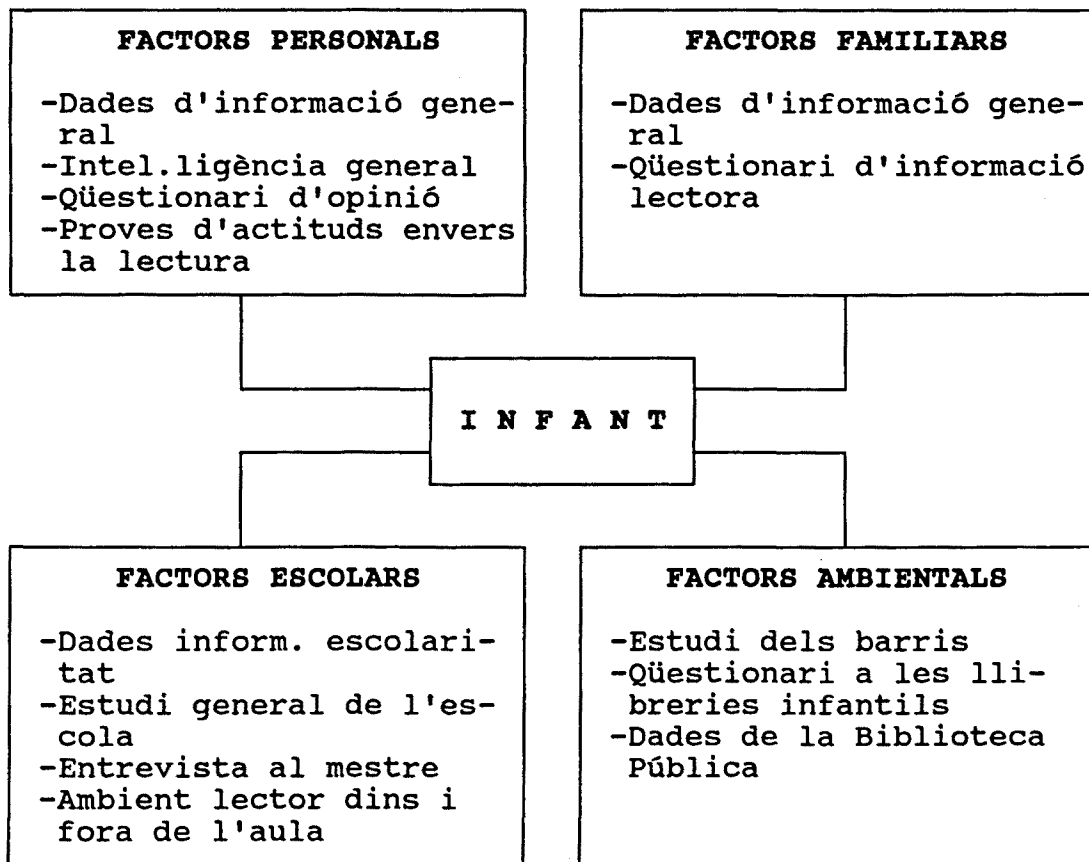 FACTORS PERSONALS
-Dades d'informació gene-
ral
-Intel.ligència general
-Qüestionari d'opinió
-Proves d'actituds envers
la lectura
FACTORS FAMILIARS
-Dades d'informació gene-
ral
-Qüestionari d'informació
lectora
I N F A N T
FACTORS ESCOLARS
-Dades inform. escolari-
tat
-Estudi general de l'es-
cola
-Entrevista al mestre
-Ambient lector dins i
fora de l'aula
FACTORS AMBIENTALS
-Estudi dels barris
-Qüestionari a les lli-
breries infantils
-Dades de la Biblioteca
Pública